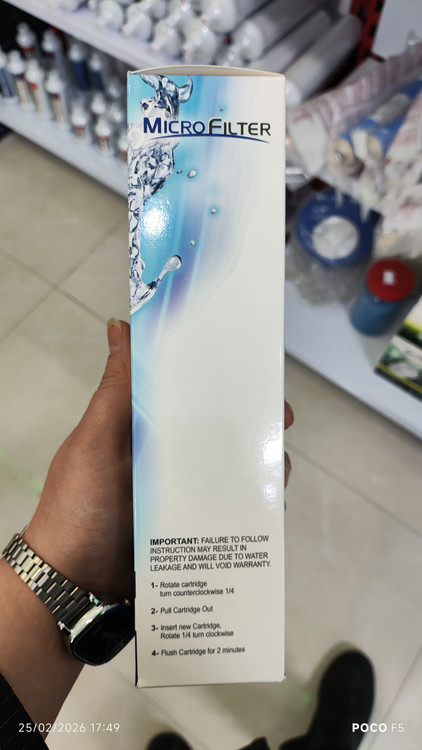 MICRO FILTER
IMPORTANT: FAILURE TO FOLLOW
INSTRUCTION MAY RESULT IN
PROPERTY DAMAGE DUE TO WATER
LEAKAGE AND WILL VOID WARRANTY.
1- Rotate cartridge
turn counterclockwise 1/4
2- Pull Cartridge Out
3- Insert new Cartridge,
Rotate 1/4 turn clockwise
4- Flush Cartridge for 2 minutes
25/02/2026 17:49
POCO F5